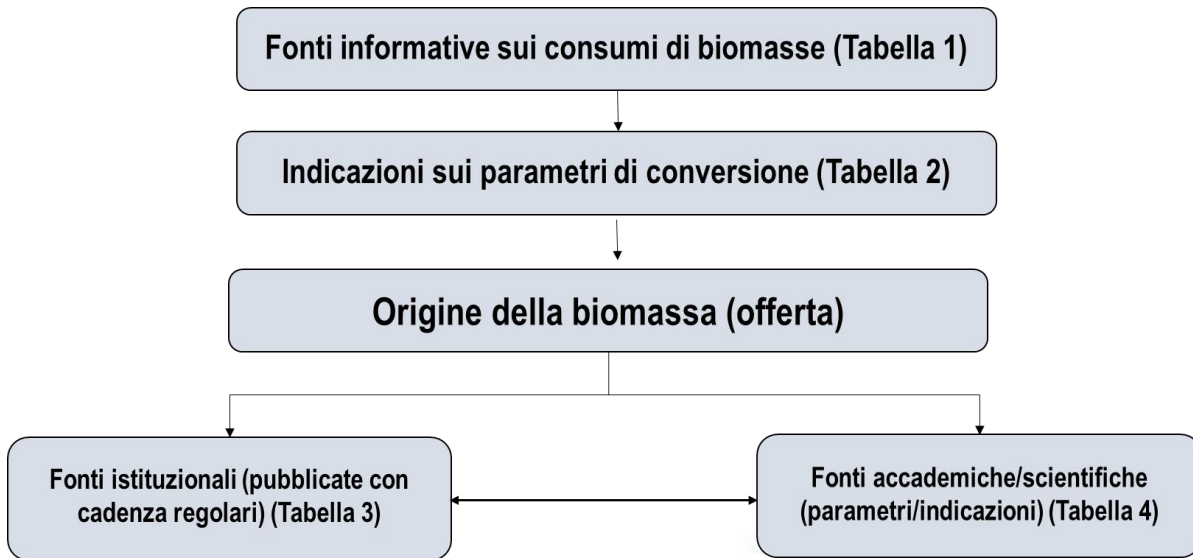 Fonti informative sui consumi di biomasse (Tabella 1)
Indicazioni sui parametri di conversione (Tabella 2)
Origine della biomassa (offerta)
Fonti istituzionali (pubblicate con
cadenza regolari) (Tabella 3)
Fonti accademiche/scientifiche
(parametri/indicazioni) (Tabella 4)